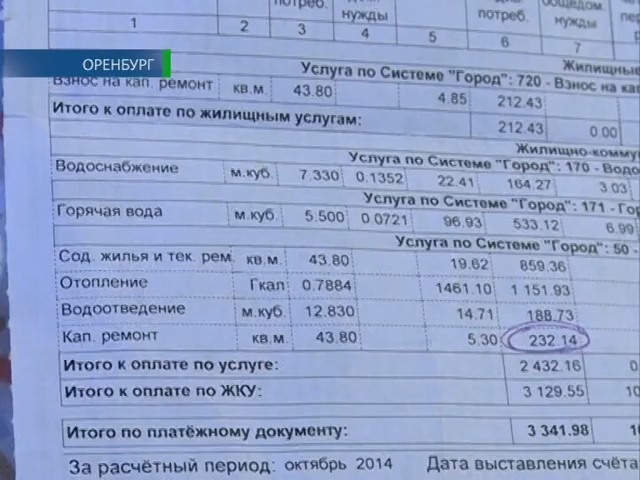 потреб. нужды потреб. общедом. нужды
1 2 3 4 5 6 7
ОРЕНБУРГ
Жилищные
Услуга по Системе "Город": 720 - Взнос на кап
Взнос на кап. ремонт кв.м. 43.80 4.85 212.43
Итого к оплате по жилищным услугам: 212.43 0.00
Жилищно-коммун
Услуга по Системе "Город": 170 - Водо
Водоснабжение м.куб. 7.330 0.1352 22.41 164.27 3.03
Услуга по Системе "Город": 171 - Гор
Горячая вода м.куб. 5.500 0.0721 96.93 533.12 6.99
Услуга по Системе "Город": 50 -
Сод. жилья и тек. рем. кв.м. 43.80 19.62 859.36
Отопление Гкал 0.7884 1461.10 1 151.93
Водоотведение м.куб. 12.830 14.71 188.73
Кап. ремонт кв.м. 43.80 5.30 232.14
Итого к оплате по услуге: 2 432.16 0
Итого к оплате по ЖКУ: 3 129.55 10
Итого по платёжному документу: 3 341.98 10
За расчётный период: октябрь 2014 Дата выставления счёта